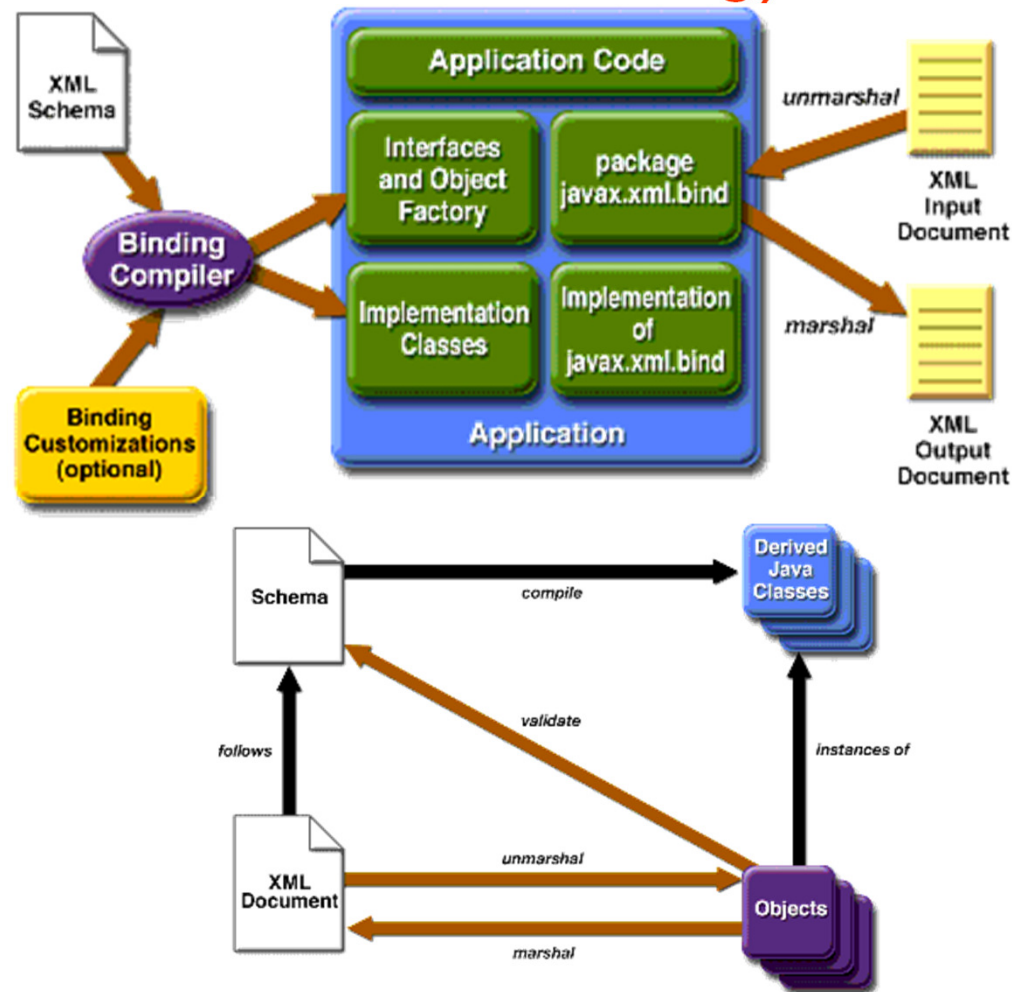 XML
Schema
Binding
Compiler
Binding
Customizations
(optional)
Application Code
Interfaces
and Object
Factory
package
javax.xml.bind
Implementation
Classes
Implementation
of
javax.xml.bind
Application
unmarshal
XML
Input
Document
marshal
XML
Output
Document
Schema
compile
Derived
Java
Classes
validate
follows
instances of
XML
Document
unmarshal
Objects
marshal